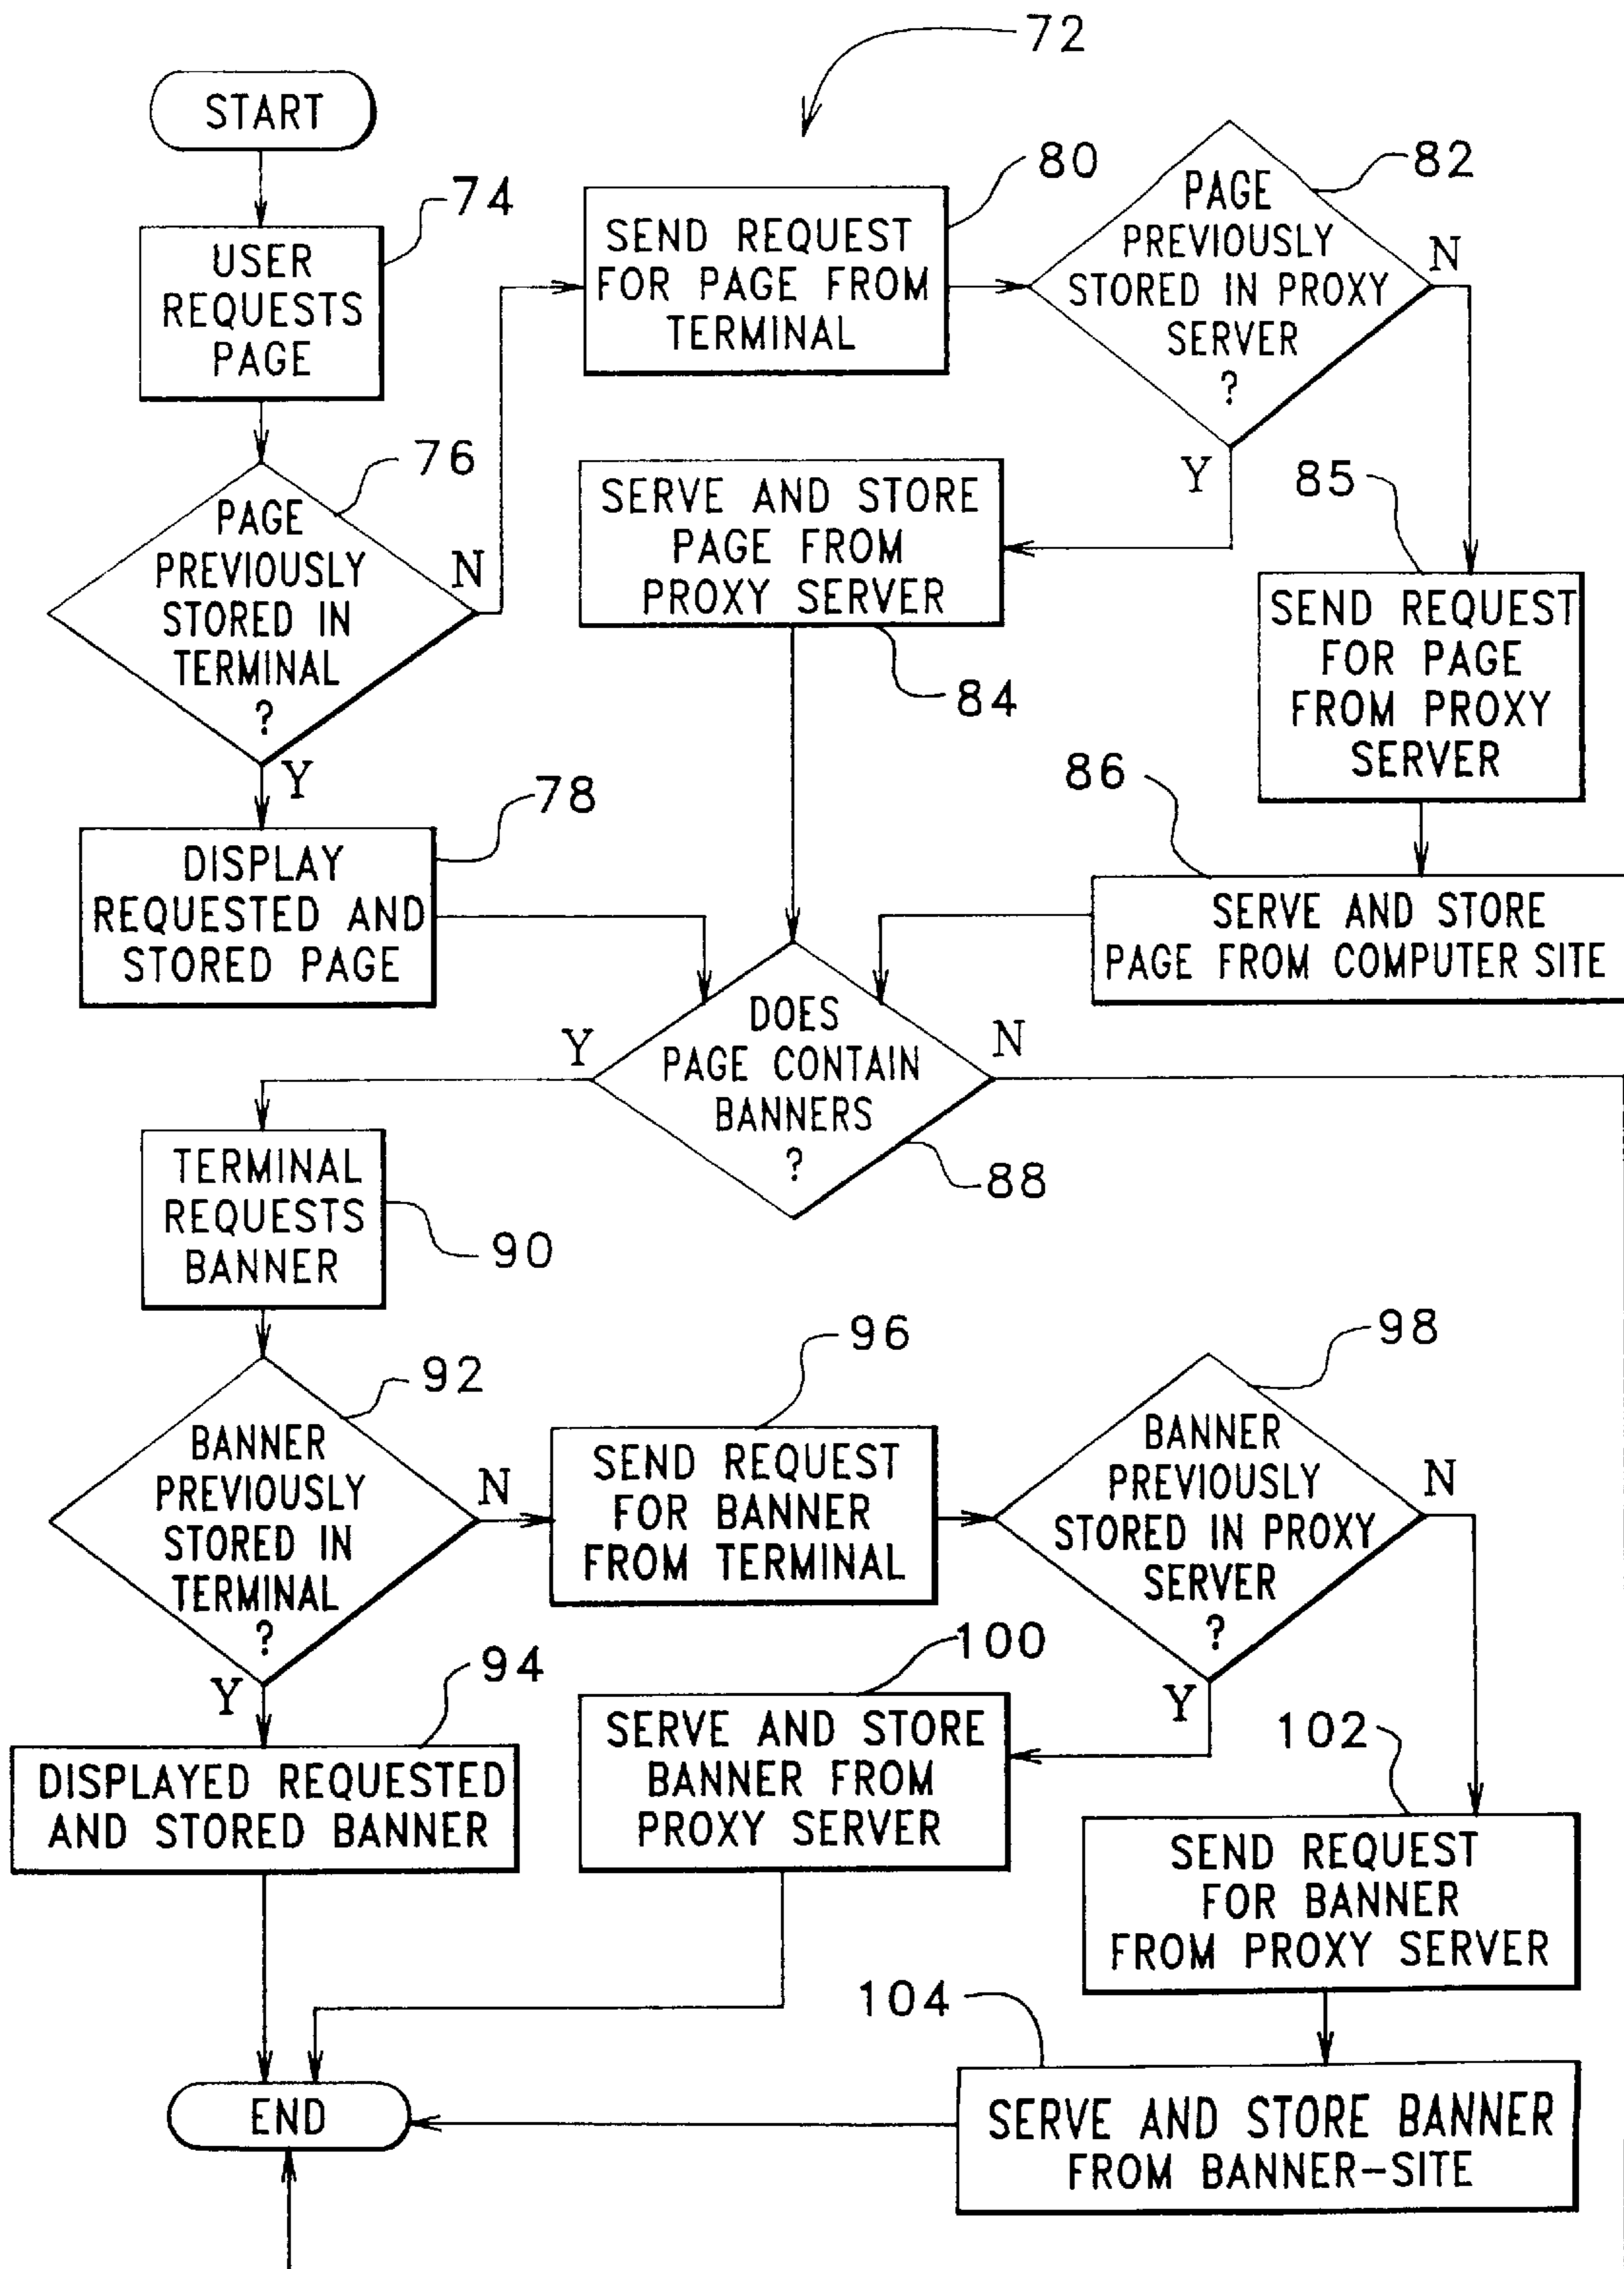 72
START
74
USER
REQUESTS
PAGE
80
SEND REQUEST
FOR PAGE FROM
TERMINAL
82
PAGE
PREVIOUSLY
STORED IN PROXY
SERVER
?
N
Y
76
PAGE
PREVIOUSLY
STORED IN
TERMINAL
?
N
Y
SERVE AND STORE
PAGE FROM
PROXY SERVER
84
85
SEND REQUEST
FOR PAGE
FROM PROXY
SERVER
78
DISPLAY
REQUESTED AND
STORED PAGE
86
SERVE AND STORE
PAGE FROM COMPUTER SITE
DOES
PAGE CONTAIN
BANNERS
?
Y
N
88
TERMINAL
REQUESTS
BANNER
90
92
BANNER
PREVIOUSLY
STORED IN
TERMINAL
?
N
Y
96
SEND REQUEST
FOR BANNER
FROM TERMINAL
98
BANNER
PREVIOUSLY
STORED IN PROXY
SERVER
?
N
Y
94
DISPLAYED REQUESTED
AND STORED BANNER
100
SERVE AND STORE
BANNER FROM
PROXY SERVER
102
SEND REQUEST
FOR BANNER
FROM PROXY SERVER
104
SERVE AND STORE BANNER
FROM BANNER-SITE
END